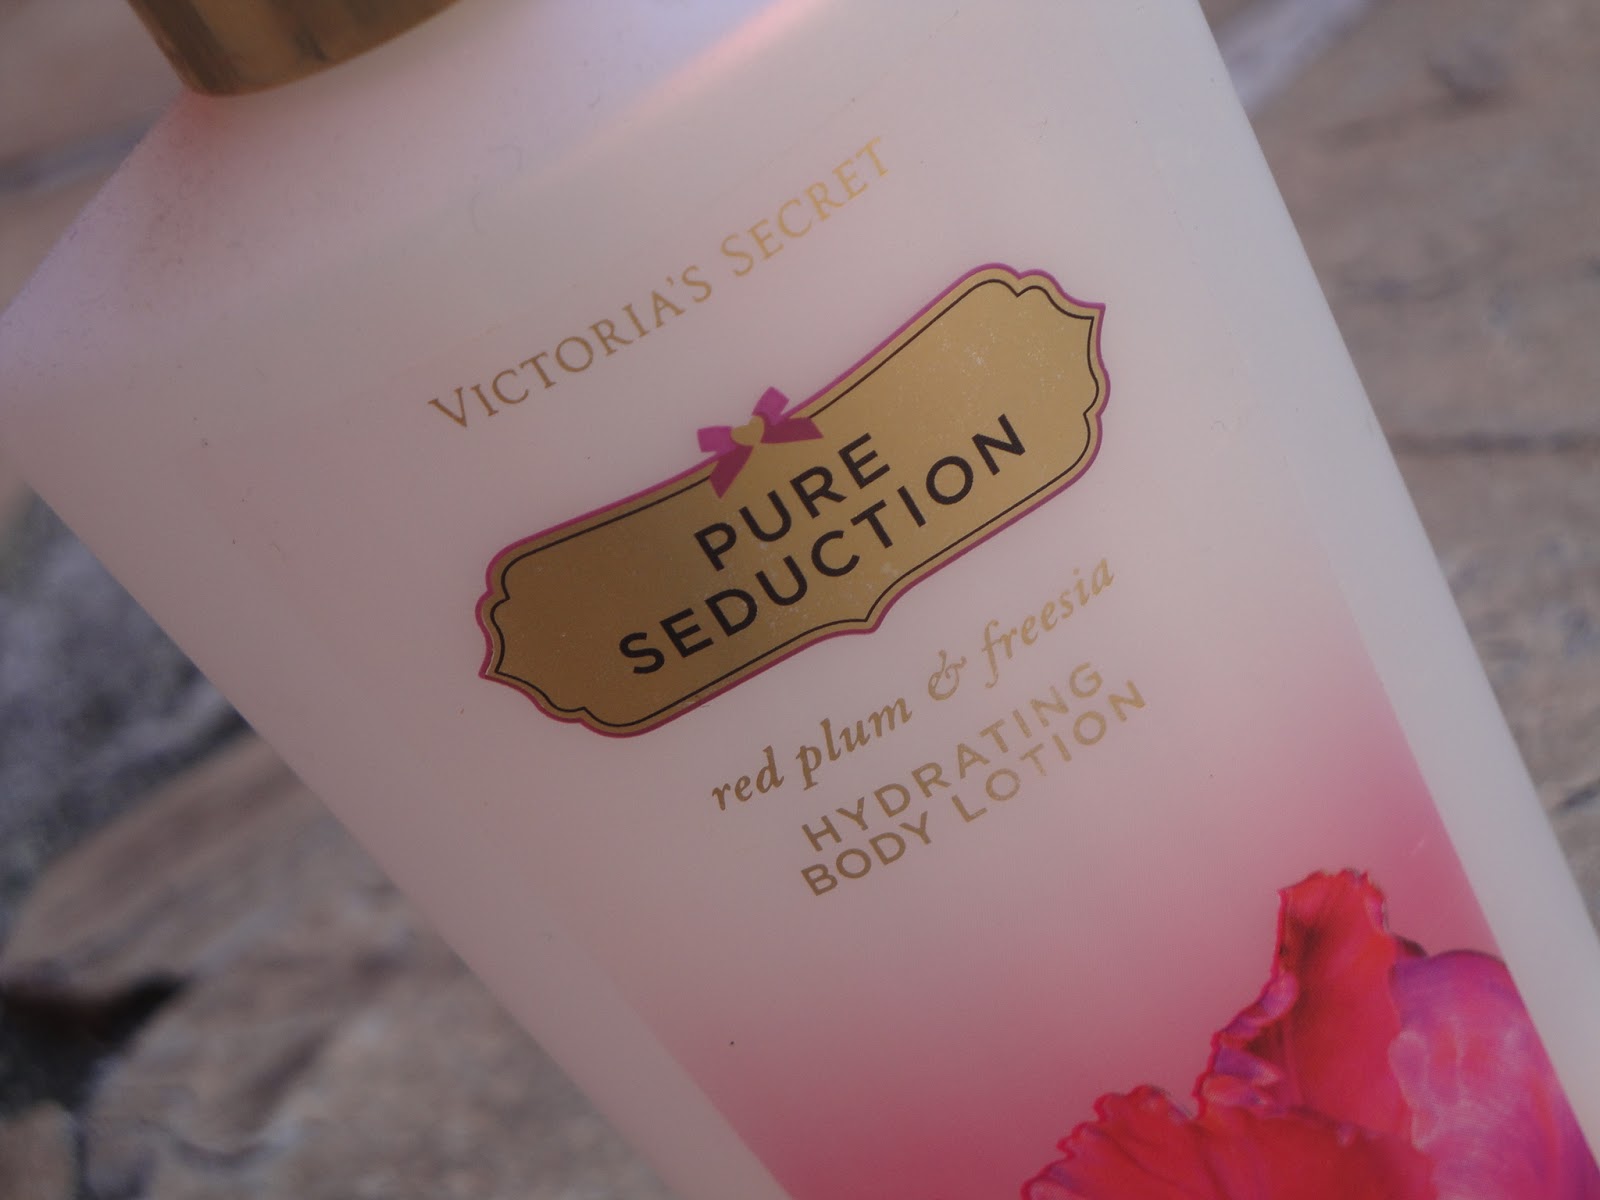 VICTORIA'S SECRET
PURE
SEDUCTION
red plum & freesia
HYDRATING
BODY LOTION